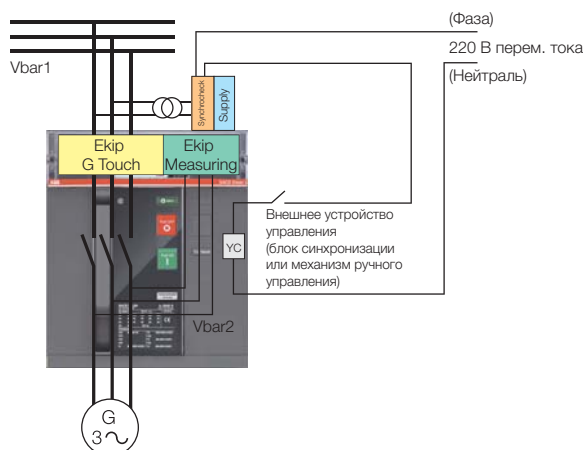 (Фаза)
220 В перем. тока
(Нейтраль)
Vbar1
Synchrocheck
Supply
Ekip
G Touch
Ekip
Measuring
ABB
Внешнее устройство
управления
(блок синхронизации
или механизм ручного
управления)
YC
Vbar2
G
3